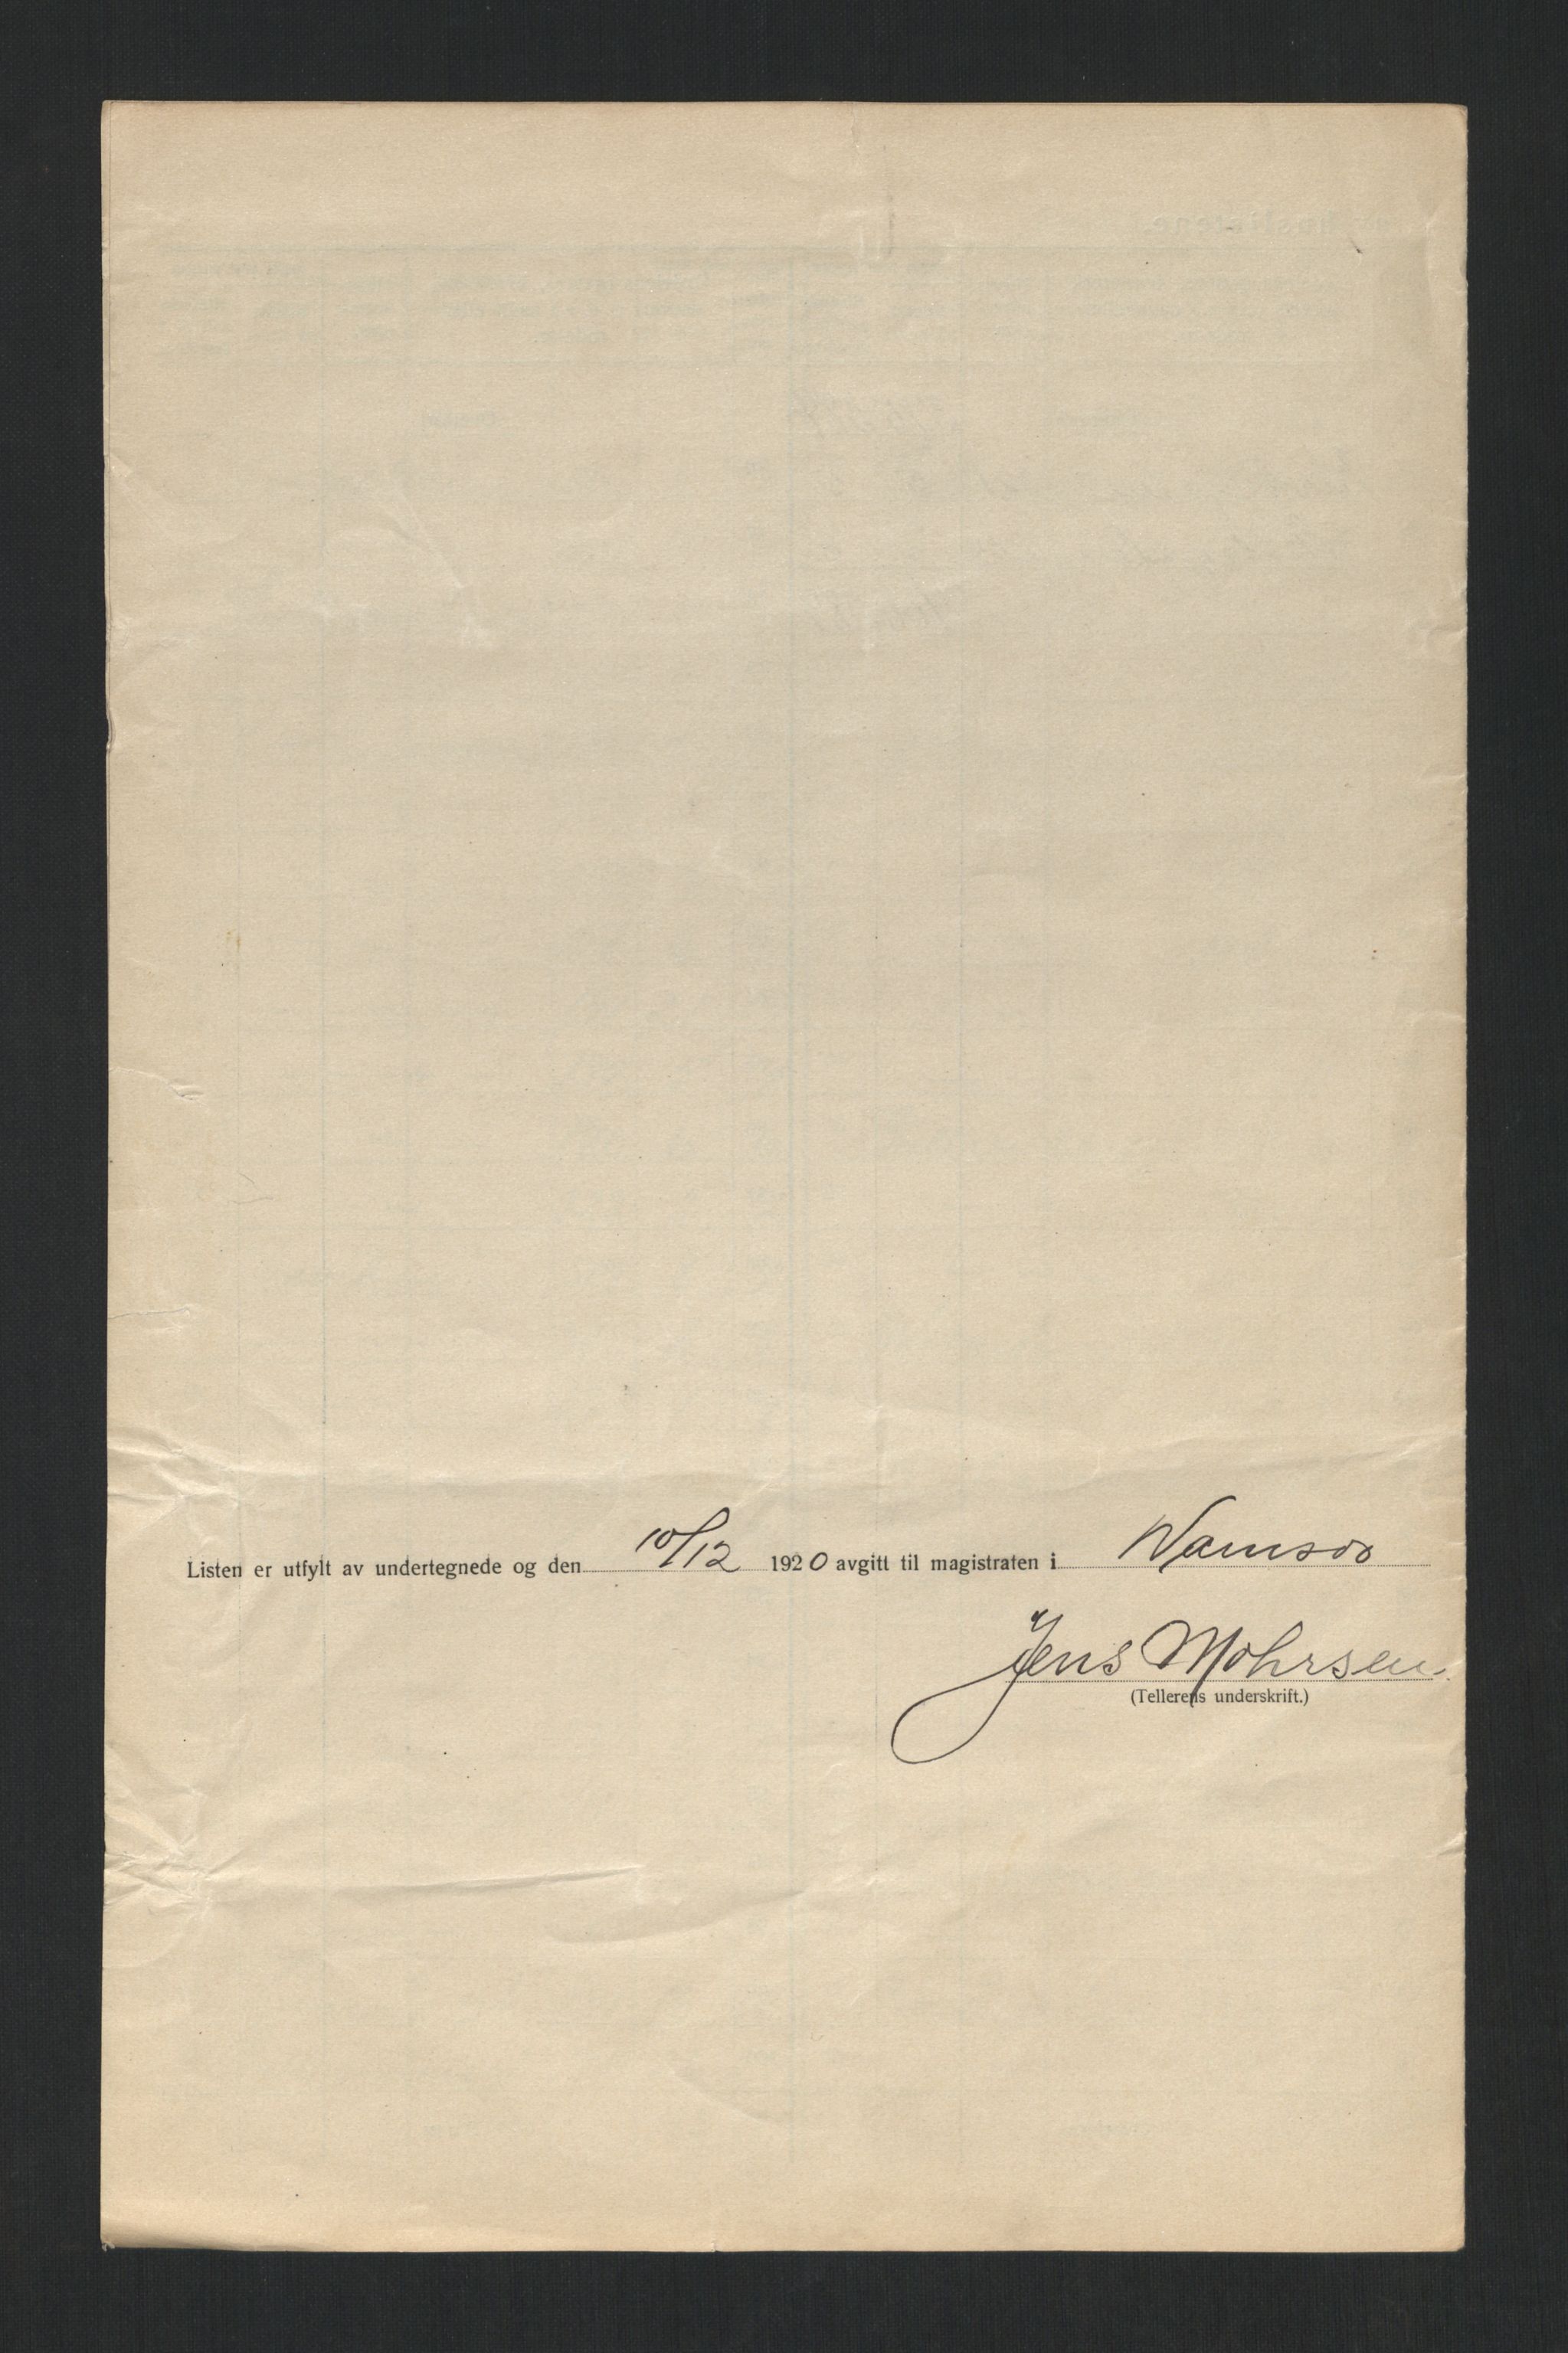 Listen er utfylt av undertegnede og den 10/12 1920 avgitt til magistraten i Namsos
Jens Mohrsen.
(Tellerens underskrift.)